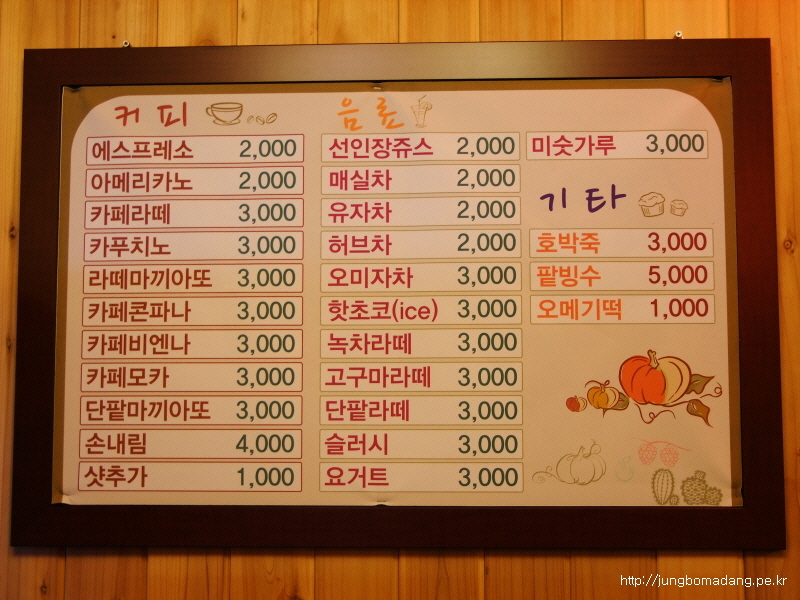 커피
에스프레소 2,000
아메리카노 2,000
카페라떼 3,000
카푸치노 3,000
라떼마끼아또 3,000
카페콘파나 3,000
카페비엔나 3,000
카페모카 3,000
단팥마끼아또 3,000
손내림 4,000
샷추가 1,000
음료
선인장쥬스 2,000
매실차 2,000
유자차 2,000
허브차 2,000
오미자차 3,000
핫초코(ice) 3,000
녹차라떼 3,000
고구마라떼 3,000
단팥라떼 3,000
슬러시 3,000
요거트 3,000
미숫가루 3,000
기타
호박죽 3,000
팥빙수 5,000
오메기떡 1,000
http://jungbomadang.pe.kr